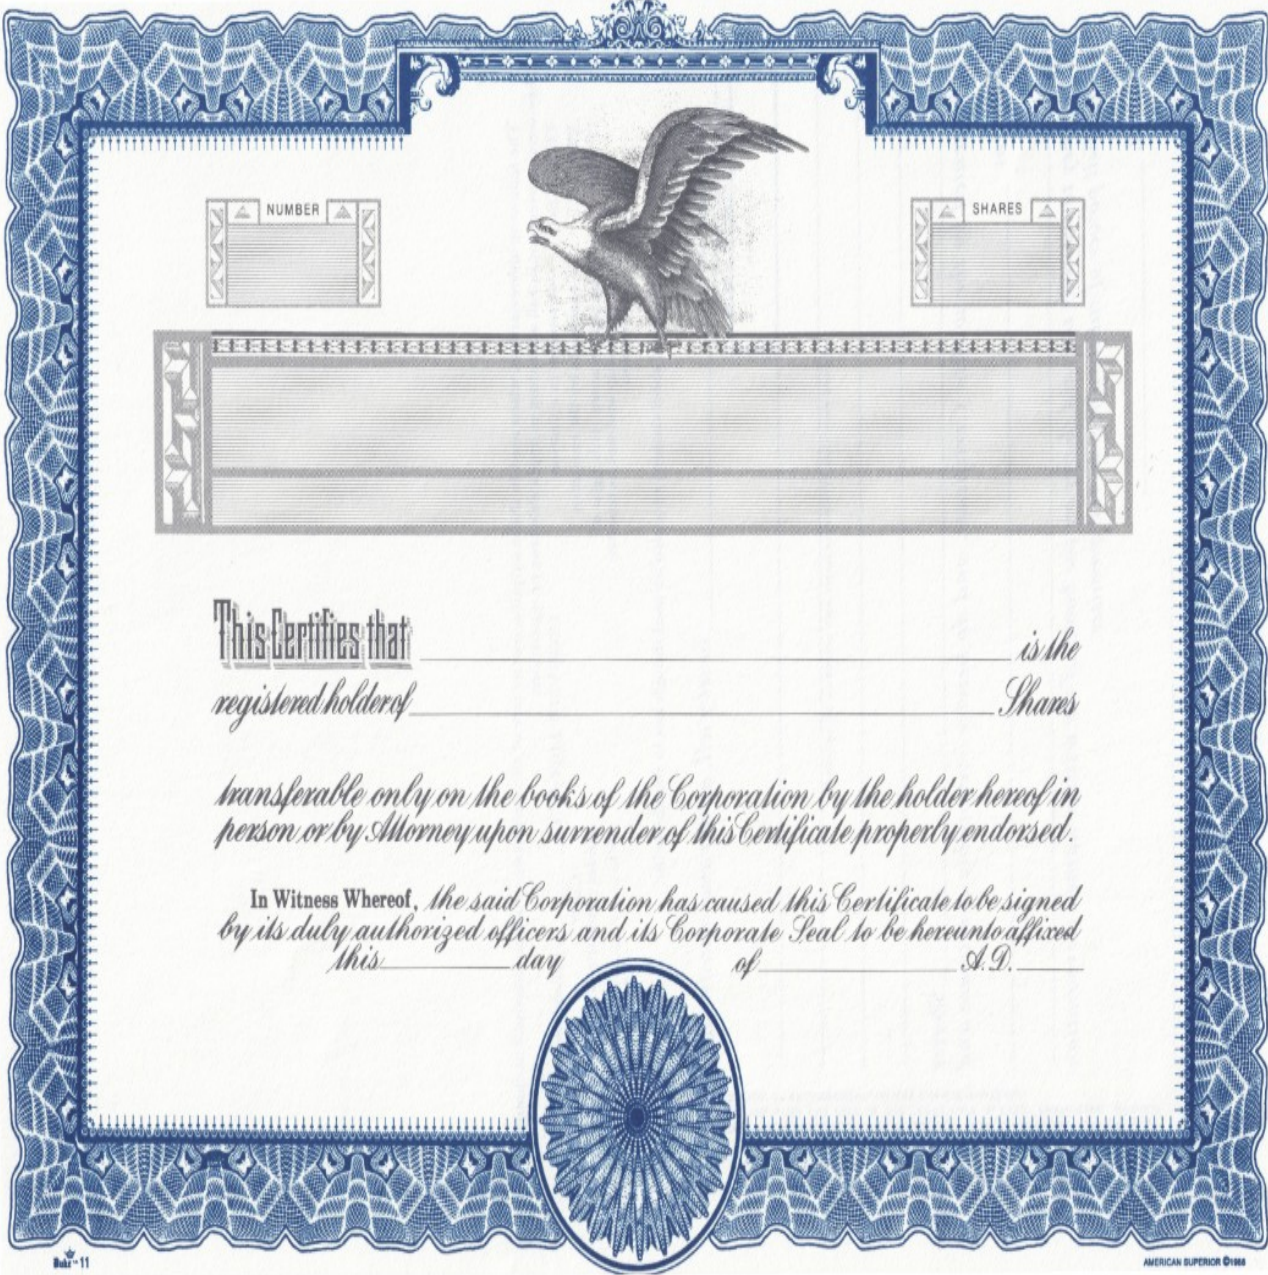 NUMBER
SHARES
This Certifies that is the
registered holder of Shares
transferable only on the books of the Corporation by the holder hereof in
person or by Attorney upon surrender of this Certificate properly endorsed.
In Witness Whereof, the said Corporation has caused this Certificate to be signed
by its duly authorized officers and its Corporate Seal to be hereunto affixed
this day of A.D.
Duke™ 11
AMERICAN SUPERIOR ©1988